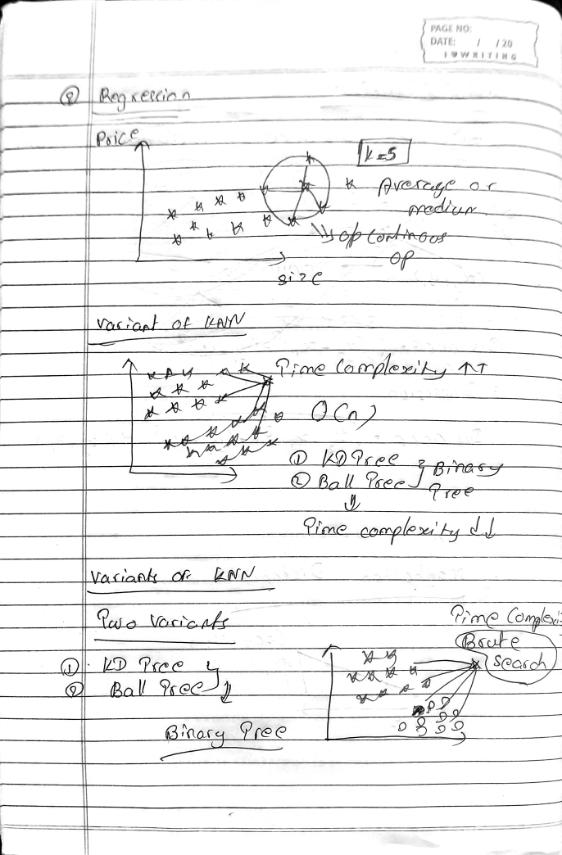 PAGE NO:
DATE: / /20
I ♥ WRITING
② Regression
Price
k=5
Average or
medium
op continous
op
size
Variant of KNN
Time Complexity ↑↑
O(n)
① KD Tree
② Ball Tree } Binary
Tree
Time complexity ↓↓
Variants of KNN
Two Variants
Time Complexi
① KD Tree
② Ball Tree
Brute
Search
Binary Tree